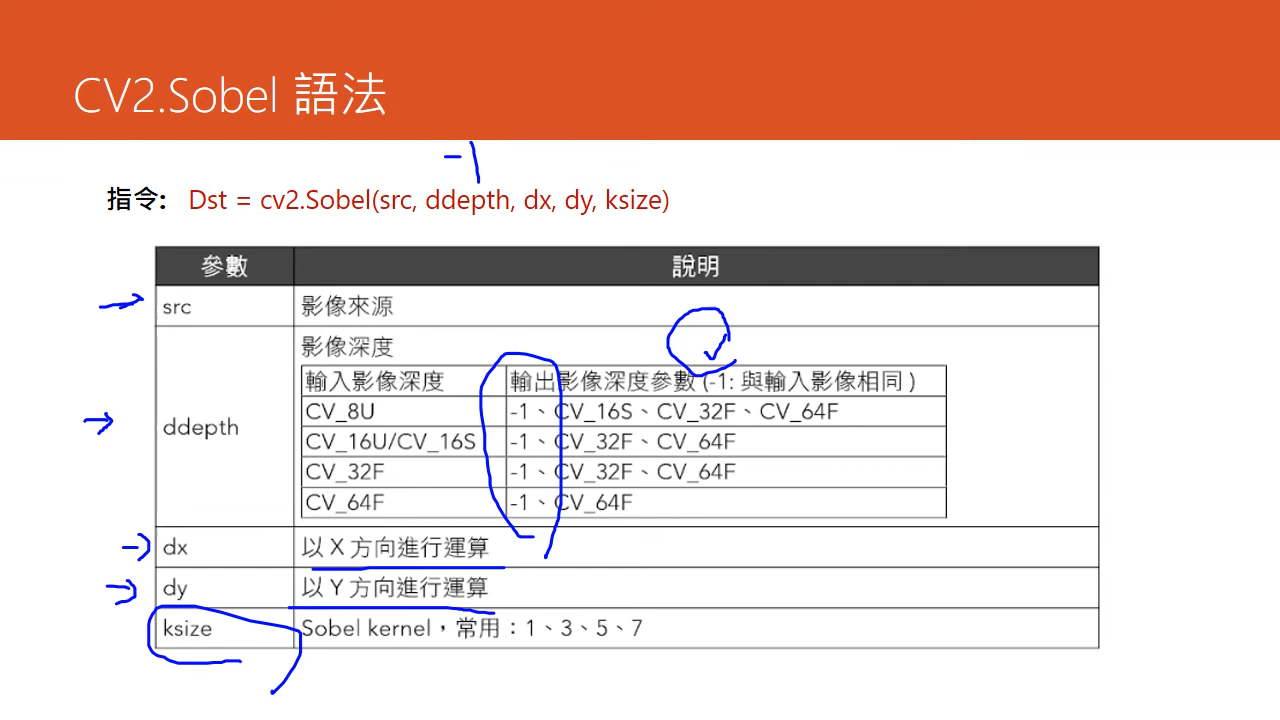 CV2.Sobel 語法
-1
指令: Dst = cv2.Sobel(src, ddepth, dx, dy, ksize)
參數 說明
src 影像來源
ddepth 影像深度
輸入影像深度 輸出影像深度參數 (-1: 與輸入影像相同 )
CV_8U -1、CV_16S、CV_32F、CV_64F
CV_16U/CV_16S -1、CV_32F、CV_64F
CV_32F -1、CV_32F、CV_64F
CV_64F -1、CV_64F
dx 以 X 方向進行運算
dy 以 Y 方向進行運算
ksize Sobel kernel，常用：1、3、5、7